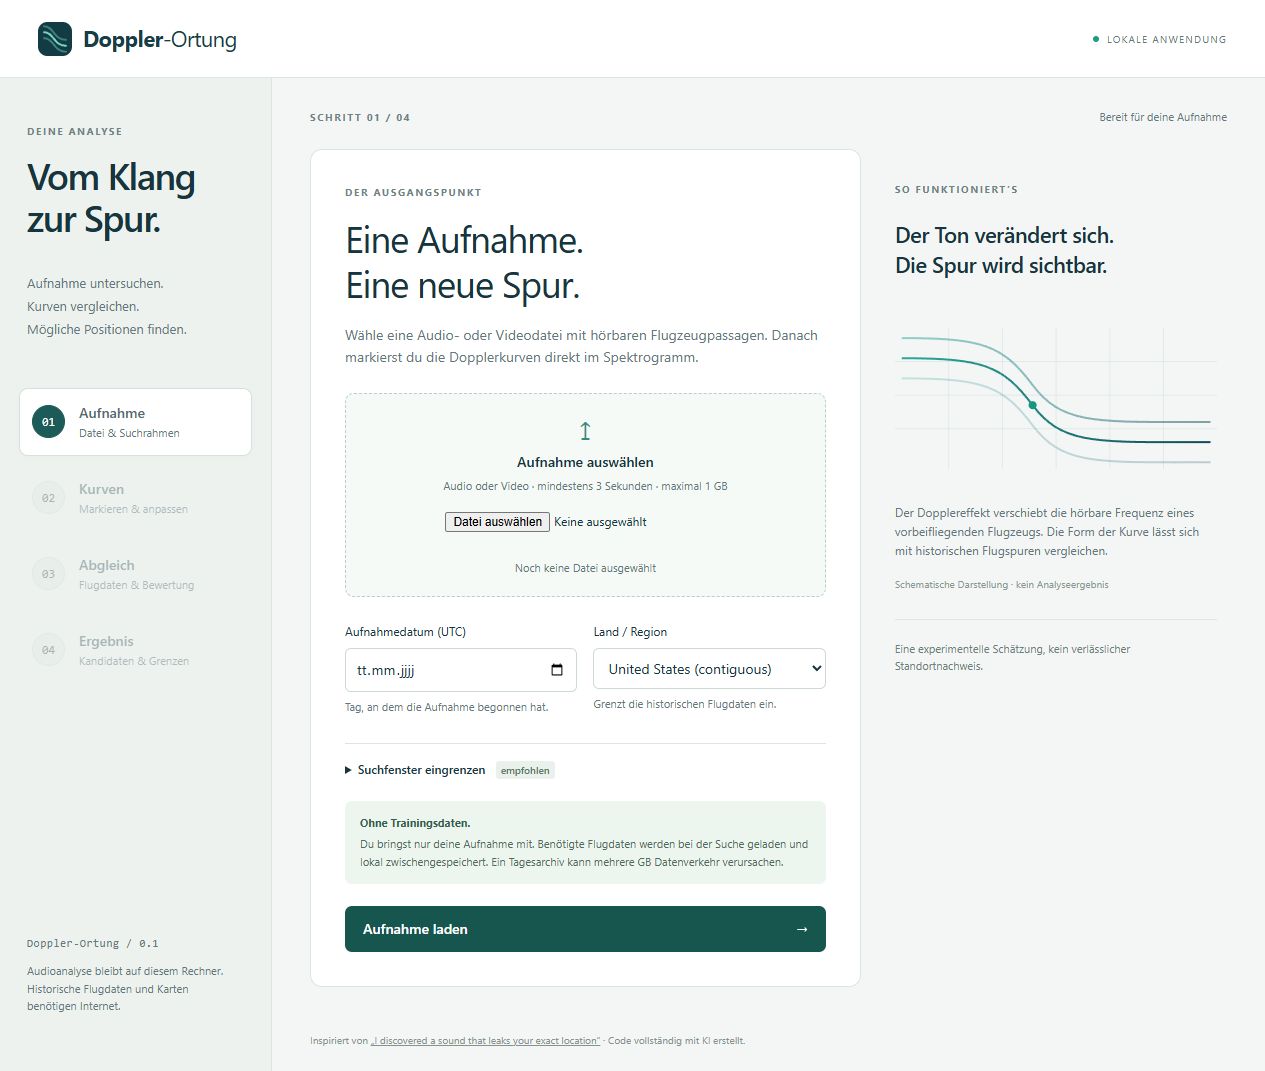 Doppler-Ortung
LOKALE ANWENDUNG
DEINE ANALYSE
Vom Klang
zur Spur.
Aufnahme untersuchen.
Kurven vergleichen.
Mögliche Positionen finden.
01
Aufnahme
Datei & Suchrahmen
02
Kurven
Markieren & anpassen
03
Abgleich
Flugdaten & Bewertung
04
Ergebnis
Kandidaten & Grenzen
Doppler-Ortung / 0.1
Audioanalyse bleibt auf diesem Rechner.
Historische Flugdaten und Karten
benötigen Internet.
SCHRITT 01 / 04
Bereit für deine Aufnahme
DER AUSGANGSPUNKT
Eine Aufnahme.
Eine neue Spur.
Wähle eine Audio- oder Videodatei mit hörbaren Flugzeugpassagen. Danach
markierst du die Dopplerkurven direkt im Spektrogramm.
↥
Aufnahme auswählen
Audio oder Video · mindestens 3 Sekunden · maximal 1 GB
Datei auswählen Keine ausgewählt
Noch keine Datei ausgewählt
Aufnahmedatum (UTC)
tt.mm.jjjj
Tag, an dem die Aufnahme begonnen hat.
Land / Region
United States (contiguous)
Grenzt die historischen Flugdaten ein.
Suchfenster eingrenzen empfohlen
Ohne Trainingsdaten.
Du bringst nur deine Aufnahme mit. Benötigte Flugdaten werden bei der Suche geladen und
lokal zwischengespeichert. Ein Tagesarchiv kann mehrere GB Datenverkehr verursachen.
Aufnahme laden →
SO FUNKTIONIERT'S
Der Ton verändert sich.
Die Spur wird sichtbar.
Der Dopplereffekt verschiebt die hörbare Frequenz eines
vorbeifliegenden Flugzeugs. Die Form der Kurve lässt sich
mit historischen Flugspuren vergleichen.
Schematische Darstellung · kein Analyseergebnis
Eine experimentelle Schätzung, kein verlässlicher
Standortnachweis.
Inspiriert von „I discovered a sound that leaks your exact location“ · Code vollständig mit KI erstellt.